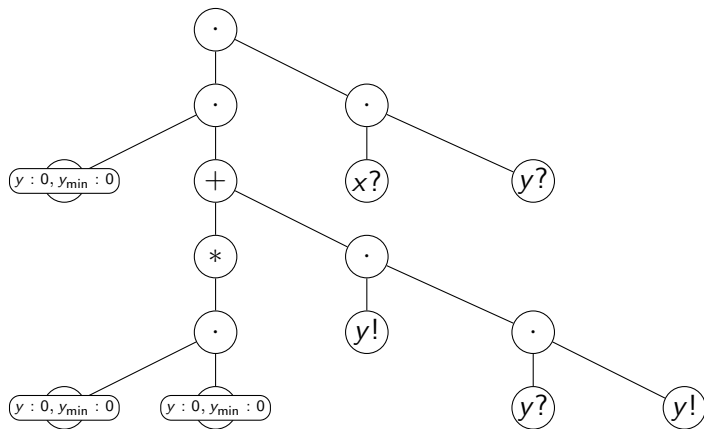 ·
· ·
y : 0, y_min : 0 + x? y?
* ·
· y! ·
y : 0, y_min : 0 y : 0, y_min : 0 y? y!